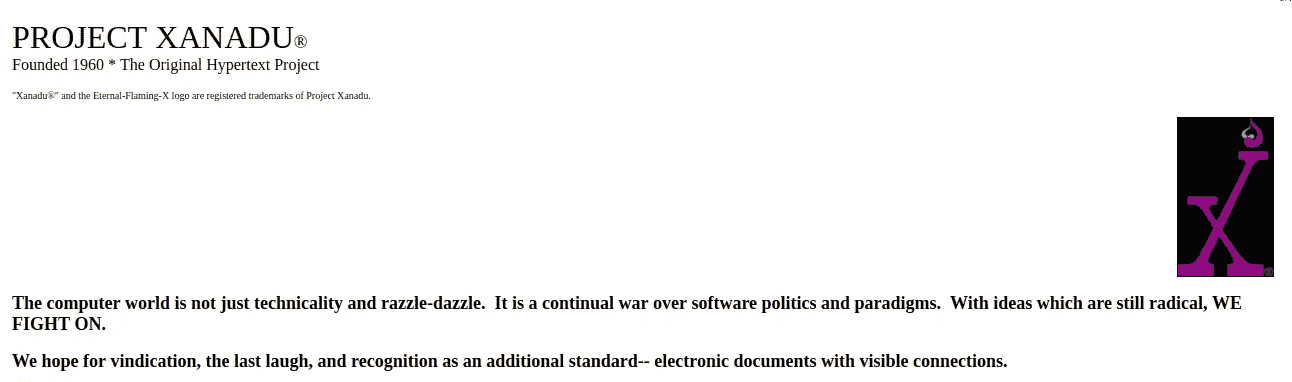 PROJECT XANADU®
Founded 1960 * The Original Hypertext Project
"Xanadu®" and the Eternal-Flaming-X logo are registered trademarks of Project Xanadu.
X
®
The computer world is not just technicality and razzle-dazzle.  It is a continual war over software politics and paradigms.  With ideas which are still radical, WE
FIGHT ON.
We hope for vindication, the last laugh, and recognition as an additional standard-- electronic documents with visible connections.